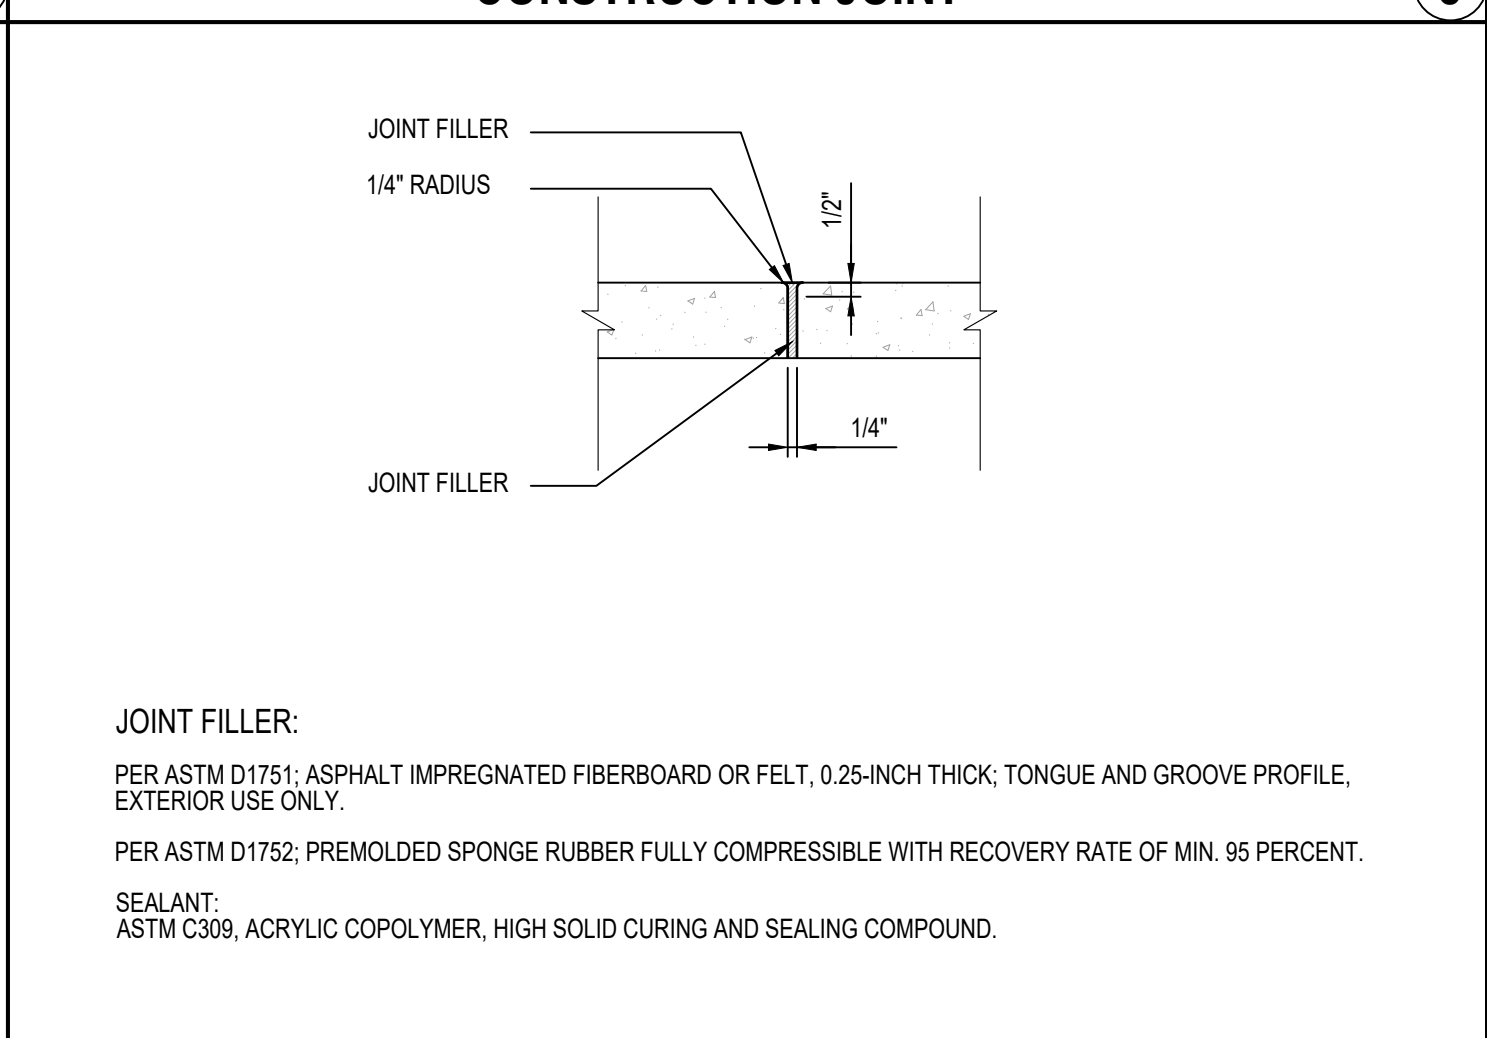 CONSTRUCTION JOINT
JOINT FILLER
1/4" RADIUS
1/2"
1/4"
JOINT FILLER
JOINT FILLER:
PER ASTM D1751; ASPHALT IMPREGNATED FIBERBOARD OR FELT, 0.25-INCH THICK; TONGUE AND GROOVE PROFILE,
EXTERIOR USE ONLY.
PER ASTM D1752; PREMOLDED SPONGE RUBBER FULLY COMPRESSIBLE WITH RECOVERY RATE OF MIN. 95 PERCENT.
SEALANT:
ASTM C309, ACRYLIC COPOLYMER, HIGH SOLID CURING AND SEALING COMPOUND.